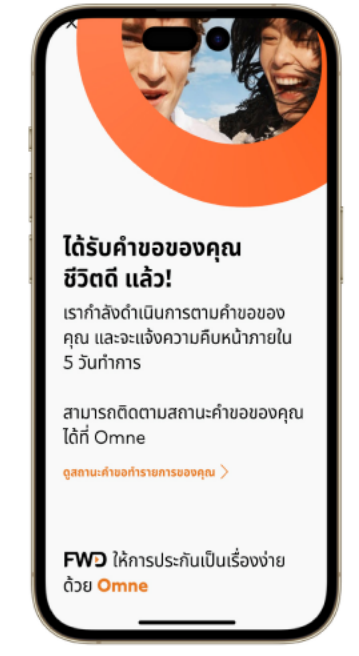 ได้รับคำขอของคุณ
ชีวิตดี แล้ว!
เรากำลังดำเนินการตามคำขอของ
คุณ และจะแจ้งความคืบหน้าภายใน
5 วันทำการ
สามารถติดตามสถานะคำขอของคุณ
ได้ที่ Omne
ดูสถานะคำขอทำรายการของคุณ
FWD ให้การประกันเป็นเรื่องง่าย
ด้วย Omne